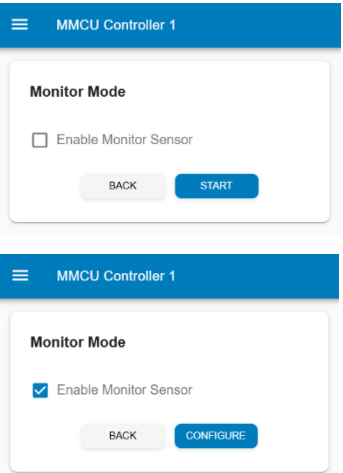 MMCU Controller 1
Monitor Mode
Enable Monitor Sensor
BACK START
MMCU Controller 1
Monitor Mode
Enable Monitor Sensor
BACK CONFIGURE